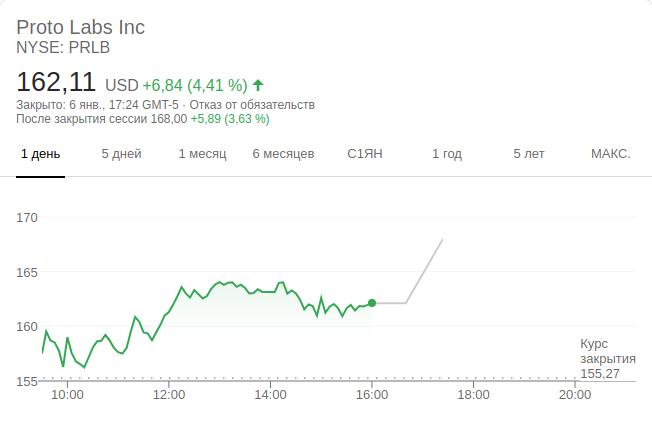 Proto Labs Inc
NYSE: PRLB
162,11 USD +6,84 (4,41 %)
Закрыто: 6 янв., 17:24 GMT-5 · Отказ от обязательств
После закрытия сессии 168,00 +5,89 (3,63 %)
1 день 5 дней 1 месяц 6 месяцев С1ЯН 1 год 5 лет МАКС.
170
165
160
Курс
закрытия
155,27
155
10:00 12:00 14:00 16:00 18:00 20:00